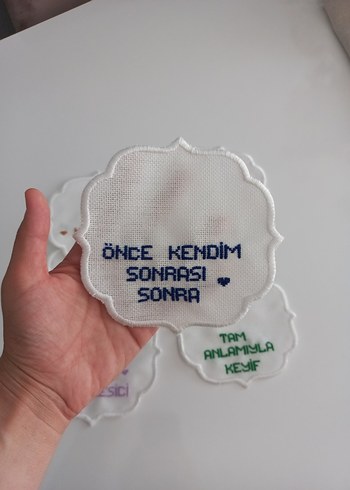 ÖNCE KENDİM
SONRASI
SONRA
TAM
ANLAMIYLA
KEYİF